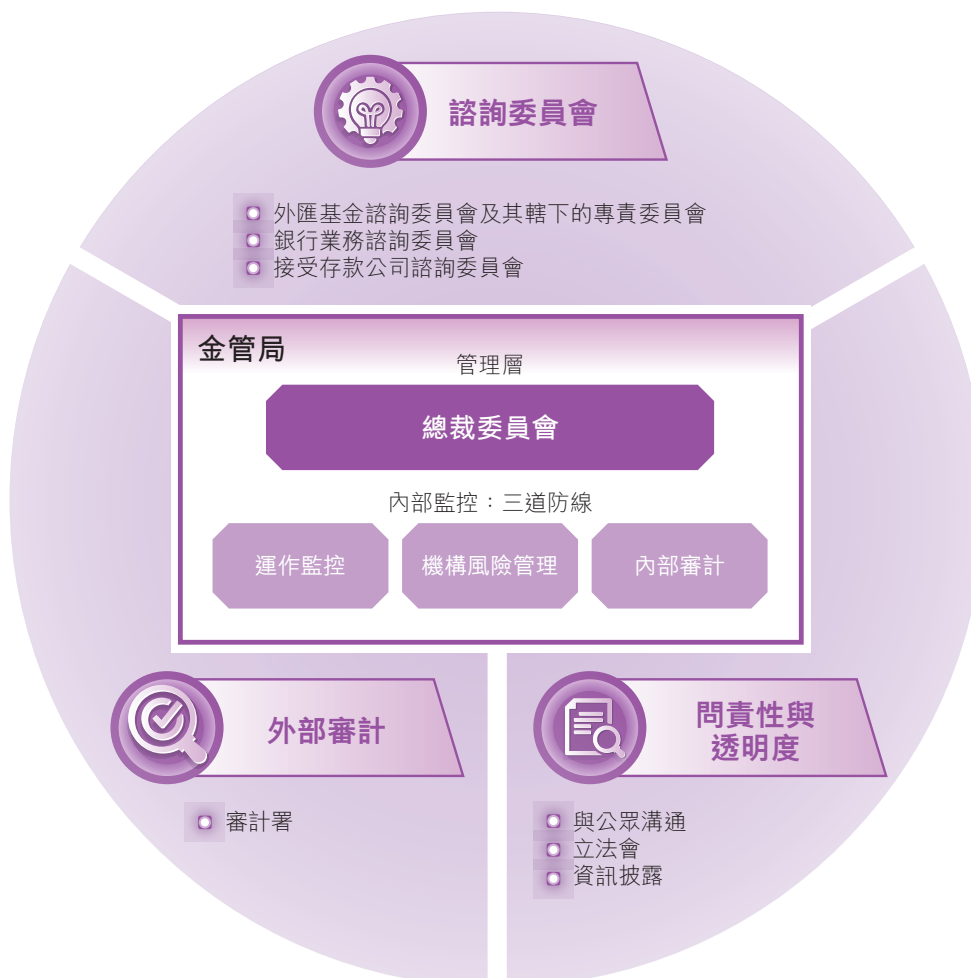 諮詢委員會
外匯基金諮詢委員會及其轄下的專責委員會
銀行業務諮詢委員會
接受存款公司諮詢委員會
金管局
管理層
總裁委員會
內部監控：三道防線
運作監控
機構風險管理
內部審計
外部審計
審計署
問責性與
透明度
與公眾溝通
立法會
資訊披露